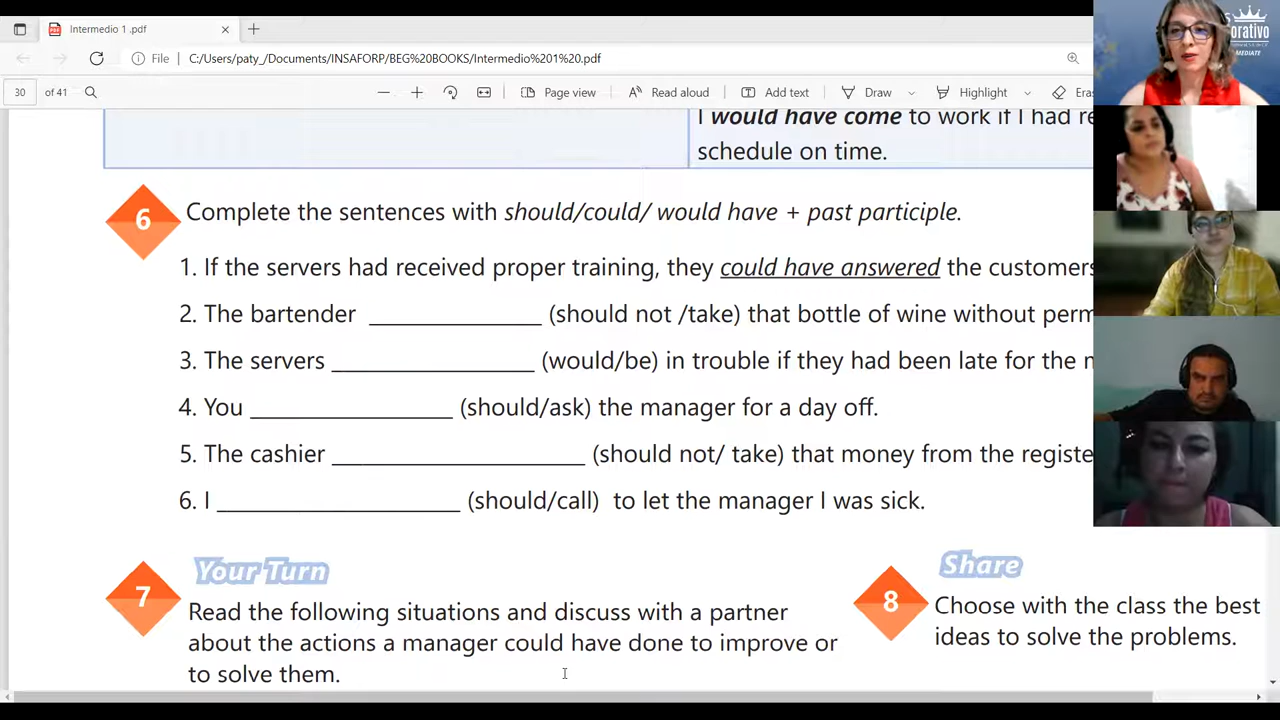 Intermedio 1 .pdf
File C:/Users/paty_/Documents/INSAFORP/BEG%20BOOKS/Intermedio%201%20.pdf
30 of 41 Page view Read aloud Add text Draw Highlight
I would have come to work if I had
schedule on time.
6 Complete the sentences with should/could/ would have + past participle.
1. If the servers had received proper training, they could have answered the customers
2. The bartender ______________ (should not /take) that bottle of wine without
3. The servers ________________ (would/be) in trouble if they had been late for the
4. You ________________ (should/ask) the manager for a day off.
5. The cashier ____________________ (should not/ take) that money from the
6. I ___________________ (should/call) to let the manager I was sick.
7 Your Turn
Read the following situations and discuss with a partner
about the actions a manager could have done to improve or
to solve them.
8 Share
Choose with the class the best
ideas to solve the problems.
MEDIATE